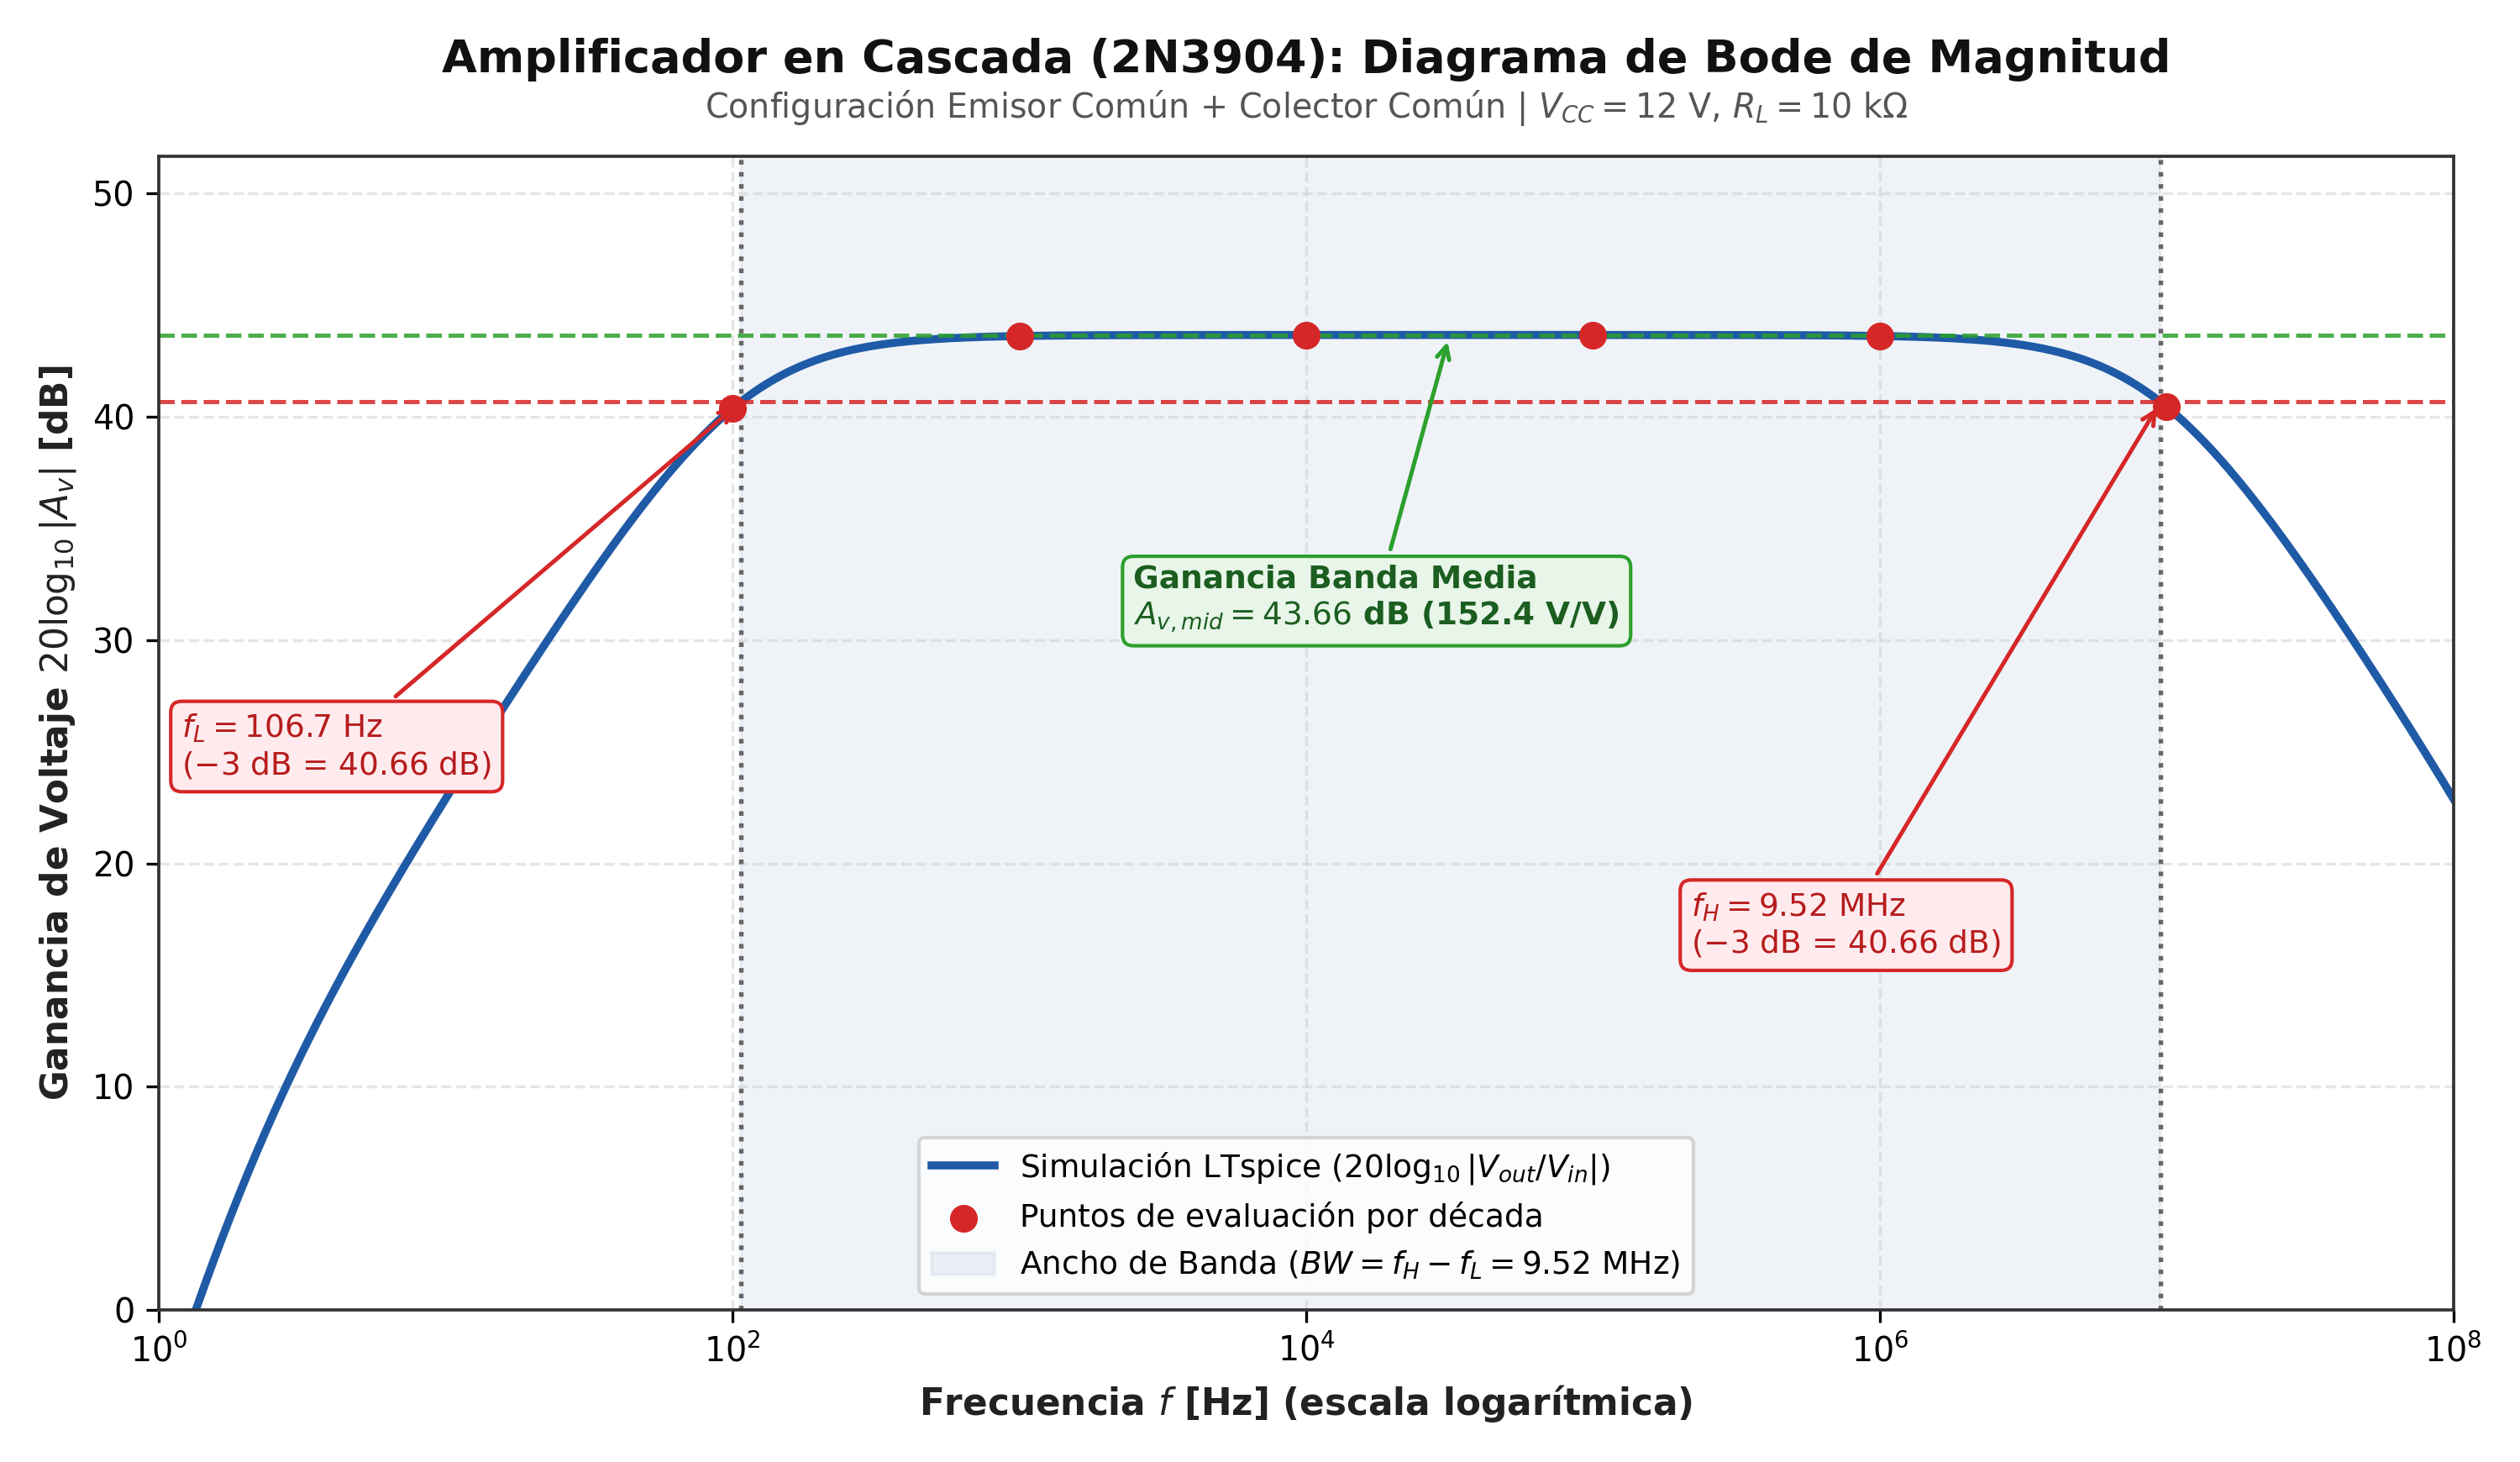 Amplificador en Cascada (2N3904): Diagrama de Bode de Magnitud
Configuración Emisor Común + Colector Común | V_CC = 12 V, R_L = 10 kΩ
Ganancia de Voltaje 20log₁₀|A_v| [dB]
50
40
30
20
10
0
Ganancia Banda Media
A_v,mid = 43.66 dB (152.4 V/V)
f_L = 106.7 Hz
(−3 dB = 40.66 dB)
f_H = 9.52 MHz
(−3 dB = 40.66 dB)
Simulación LTspice (20log₁₀|V_out/V_in|)
Puntos de evaluación por década
Ancho de Banda (BW = f_H − f_L = 9.52 MHz)
10⁰ 10² 10⁴ 10⁶ 10⁸
Frecuencia f [Hz] (escala logarítmica)